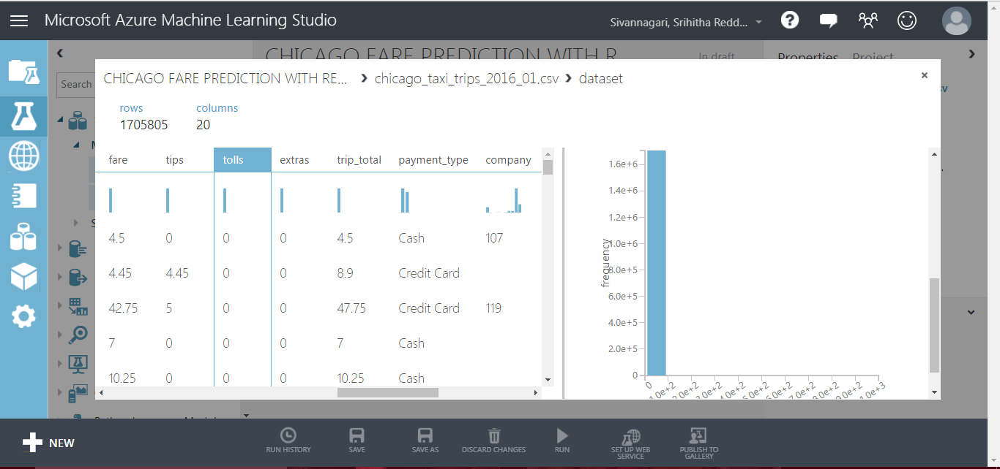 Microsoft Azure Machine Learning Studio
Sivannagari, Srihitha Redd...
CHICAGO FARE PREDICTION WITH R
In draft
Properties Project
Search
CHICAGO FARE PREDICTION WITH RE... › chicago_taxi_trips_2016_01.csv › dataset
rows columns
1705805 20
fare tips tolls extras trip_total payment_type company
4.5 0 0 0 4.5 Cash 107
4.45 4.45 0 0 8.9 Credit Card
42.75 5 0 0 47.75 Credit Card 119
7 0 0 0 7 Cash
10.25 0 0 0 10.25 Cash
frequency
1.6e+6
1.4e+6
1.2e+6
1.0e+6
8.0e+5
6.0e+5
4.0e+5
2.0e+5
0
0 1.0e+2 2.0e+2 3.0e+2 4.0e+2 5.0e+2 6.0e+2 7.0e+2 8.0e+2 9.0e+2 1.0e+3
NEW
RUN HISTORY
SAVE
SAVE AS
DISCARD CHANGES
RUN
SET UP WEB
SERVICE
PUBLISH TO
GALLERY